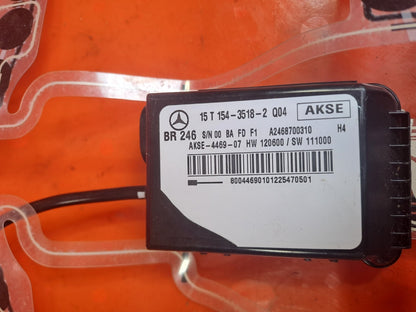 15 T 154-3518-2 Q04 AKSE
BR 246 S/N 00 BA FD F1 A2468700310 H4
AKSE-4469-07 HW 120600 / SW 111000
80044690101225470501